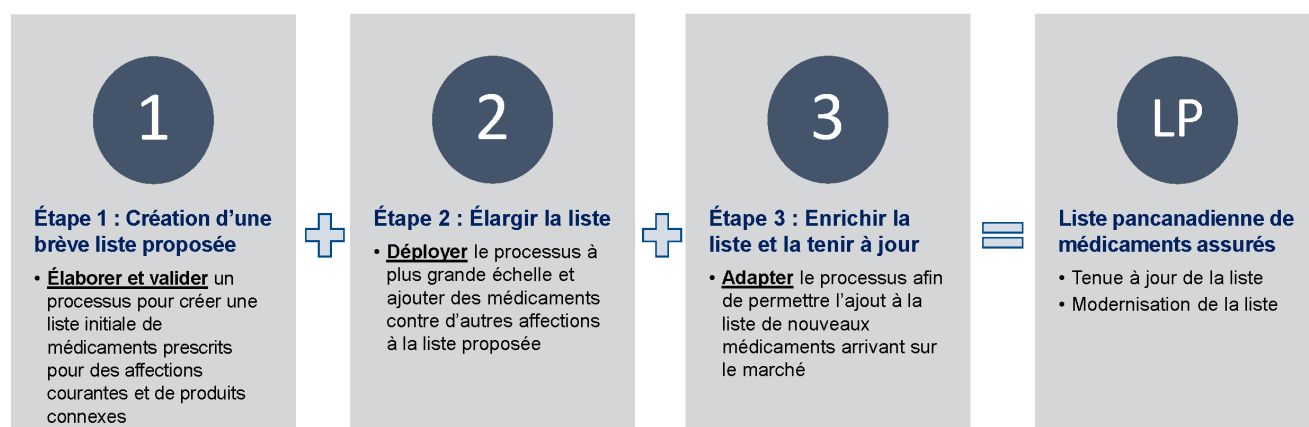 1
Étape 1 : Création d’une
brève liste proposée
• Élaborer et valider un
processus pour créer une
liste initiale de
médicaments prescrits
pour des affections
courantes et de produits
connexes
2
Étape 2 : Élargir la liste
• Déployer le processus à
plus grande échelle et
ajouter des médicaments
contre d’autres affections
à la liste proposée
3
Étape 3 : Enrichir la
liste et la tenir à jour
• Adapter le processus afin
de permettre l’ajout à la
liste de nouveaux
médicaments arrivant sur
le marché
LP
Liste pancanadienne de
médicaments assurés
• Tenue à jour de la liste
• Modernisation de la liste